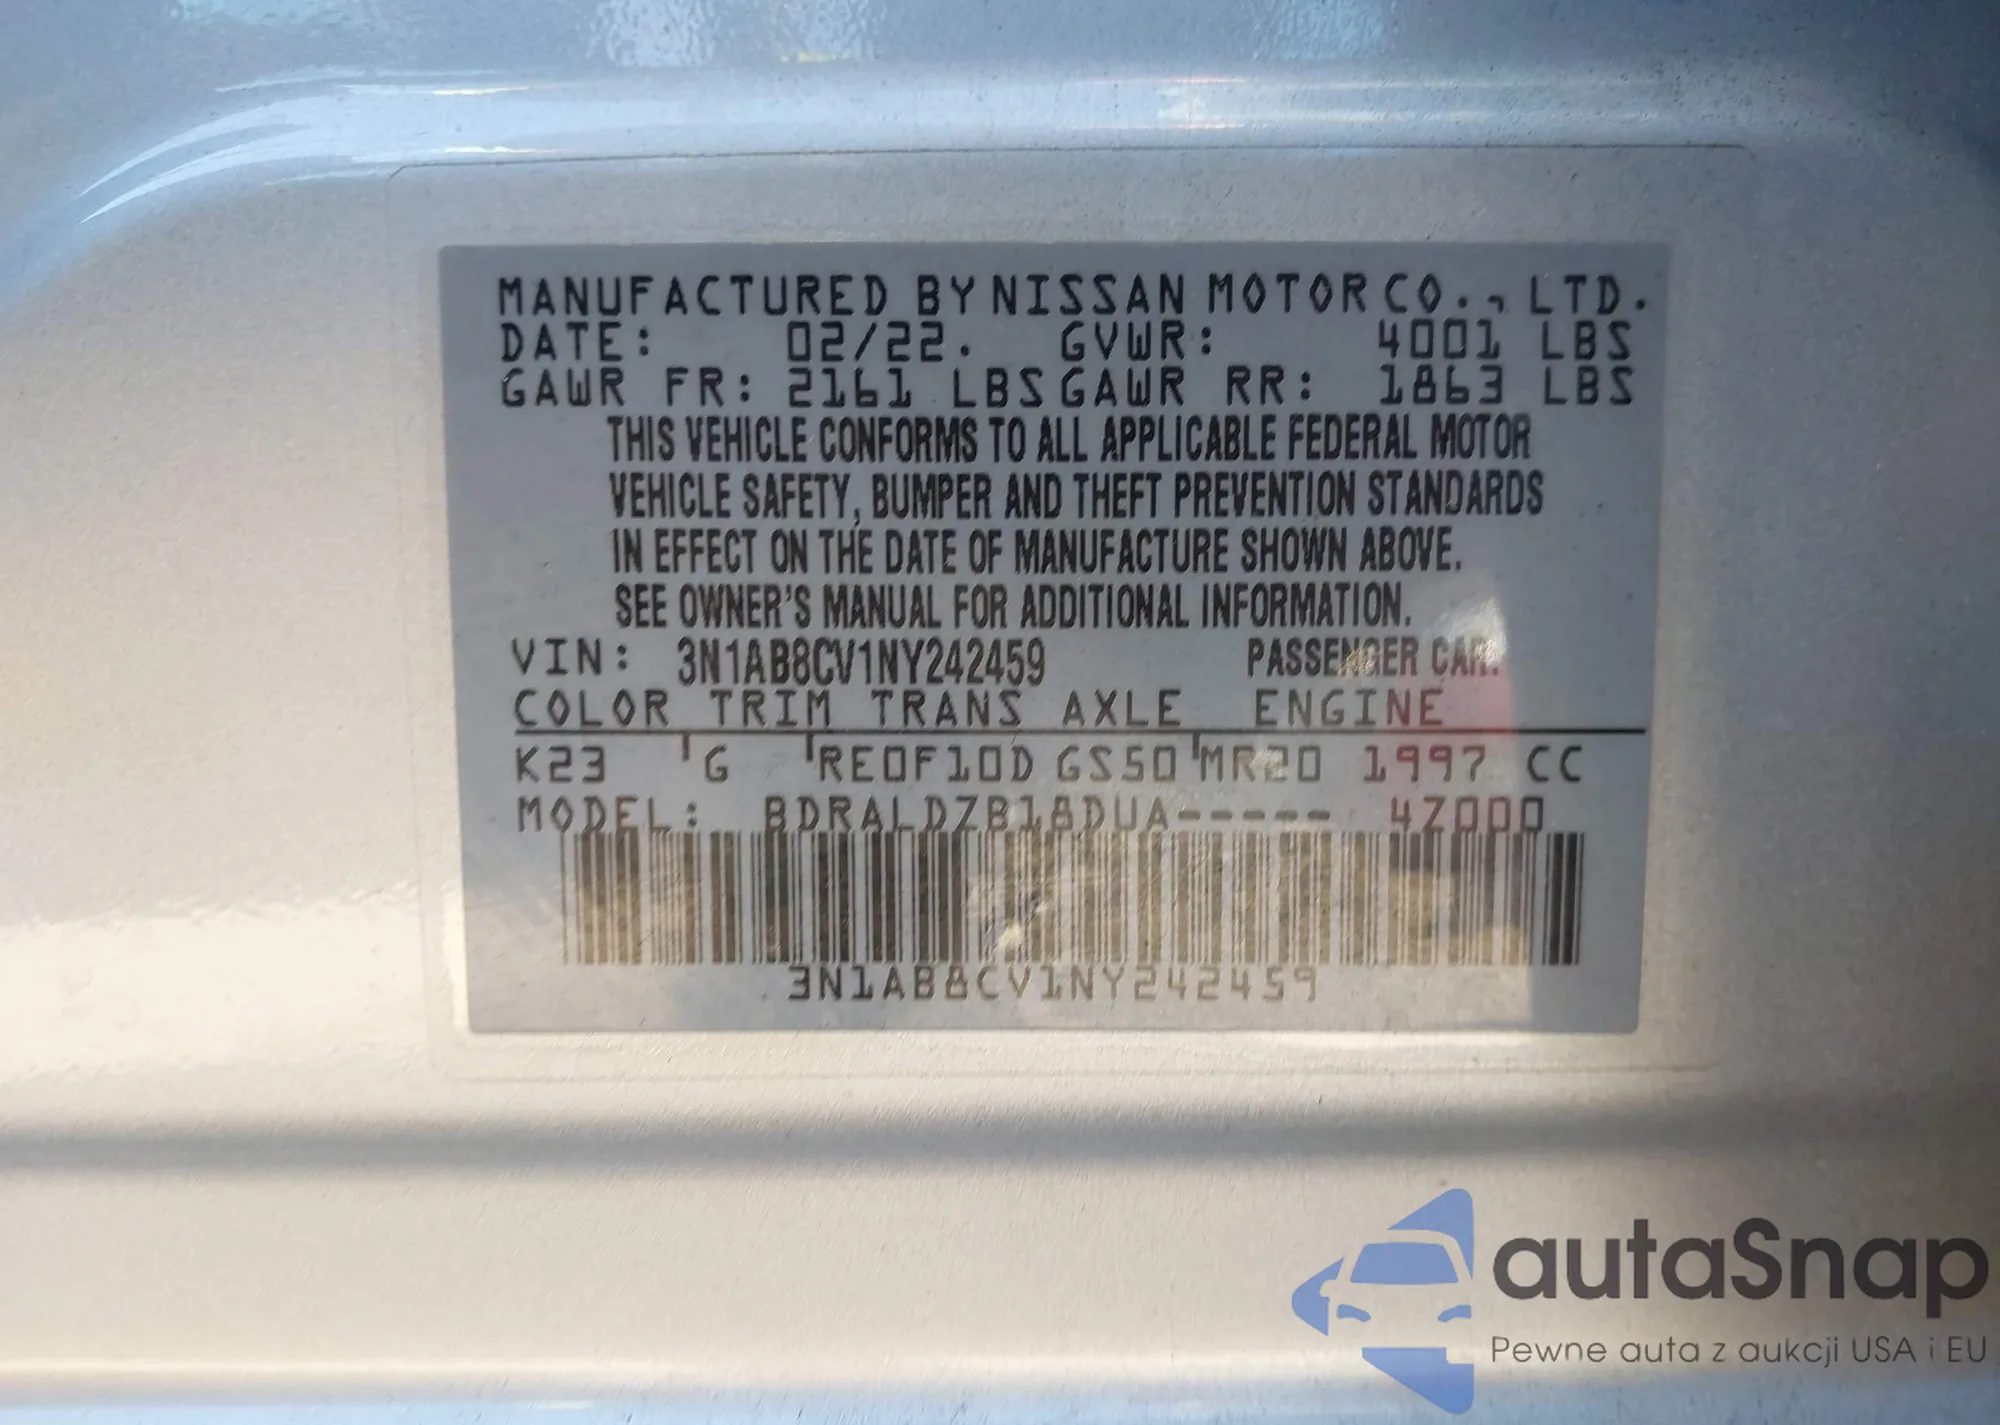 MANUFACTURED BY NISSAN MOTOR CO., LTD.
DATE: 02/22. GVWR: 4001 LBS
GAWR FR: 2161 LBS GAWR RR: 1863 LBS
THIS VEHICLE CONFORMS TO ALL APPLICABLE FEDERAL MOTOR
VEHICLE SAFETY, BUMPER AND THEFT PREVENTION STANDARDS
IN EFFECT ON THE DATE OF MANUFACTURE SHOWN ABOVE.
SEE OWNER'S MANUAL FOR ADDITIONAL INFORMATION.
VIN: 3N1AB8CV1NY242459 PASSENGER CAR.
COLOR TRIM TRANS AXLE ENGINE
K23 G RE0F10D GS50 MR20 1997 CC
MODEL: BDRALDZB18DUA----- 4Z000
3N1AB8CV1NY242459
autaSnap
Pewne auta z aukcji USA i EU